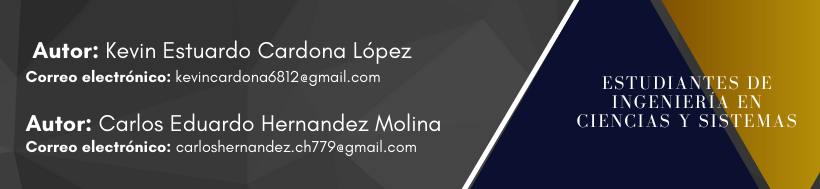 Autor: Kevin Estuardo Cardona López
Correo electrónico: kevincardona6812@gmail.com
Autor: Carlos Eduardo Hernandez Molina
Correo electrónico: carloshernandez.ch779@gmail.com
ESTUDIANTES DE
INGENIERÍA EN
CIENCIAS Y SISTEMAS